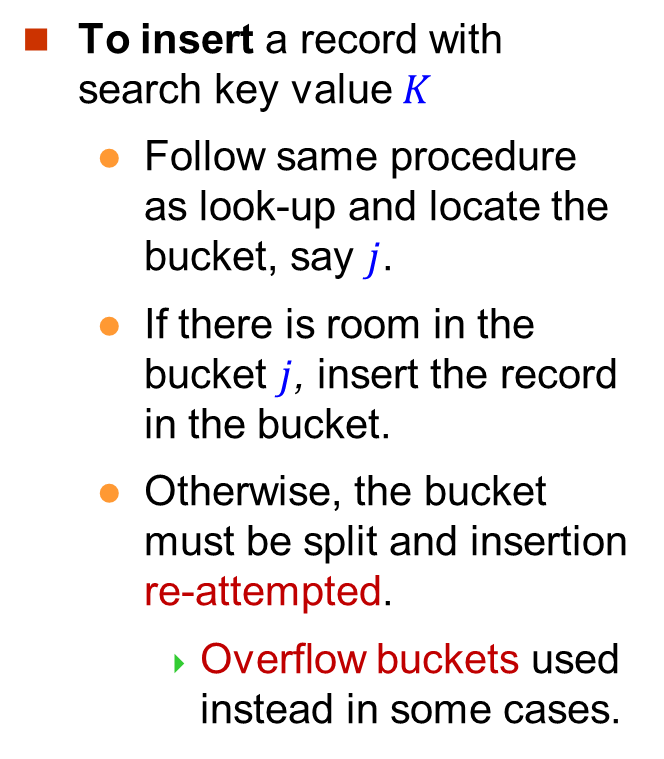 To insert a record with
search key value K
Follow same procedure
as look-up and locate the
bucket, say j.
If there is room in the
bucket j, insert the record
in the bucket.
Otherwise, the bucket
must be split and insertion
re-attempted.
Overflow buckets used
instead in some cases.